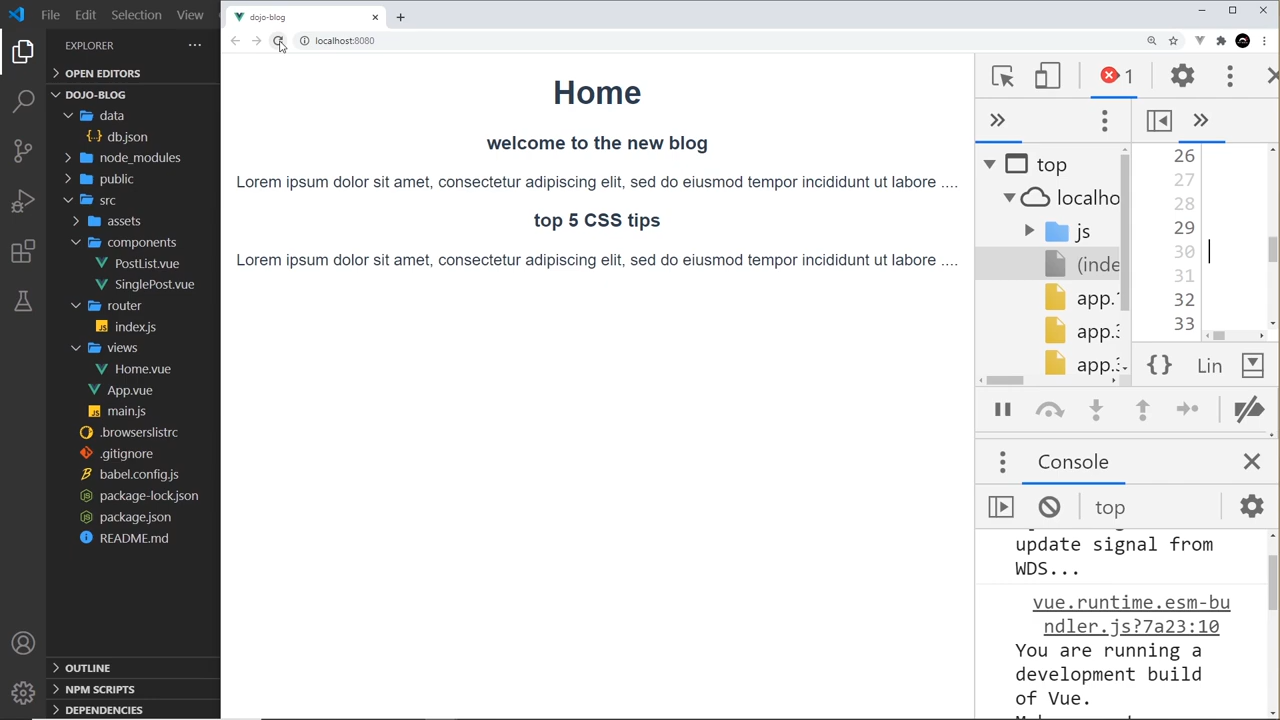 File Edit Selection View
EXPLORER
OPEN EDITORS
DOJO-BLOG
data
db.json
node_modules
public
src
assets
components
PostList.vue
SinglePost.vue
router
index.js
views
Home.vue
App.vue
main.js
.browserslistrc
.gitignore
babel.config.js
package-lock.json
package.json
README.md
OUTLINE
NPM SCRIPTS
DEPENDENCIES
dojo-blog
localhost:8080
Home
welcome to the new blog
Lorem ipsum dolor sit amet, consectetur adipiscing elit, sed do eiusmod tempor incididunt ut labore ....
top 5 CSS tips
Lorem ipsum dolor sit amet, consectetur adipiscing elit, sed do eiusmod tempor incididunt ut labore ....
1
top
localho
js
(inde
app.
app.
app.
26
27
28
29
30
31
32
33
{} Lin
Console
top
update signal from
WDS...
vue.runtime.esm-bu
ndler.js?7a23:10
You are running a
development build
of Vue.